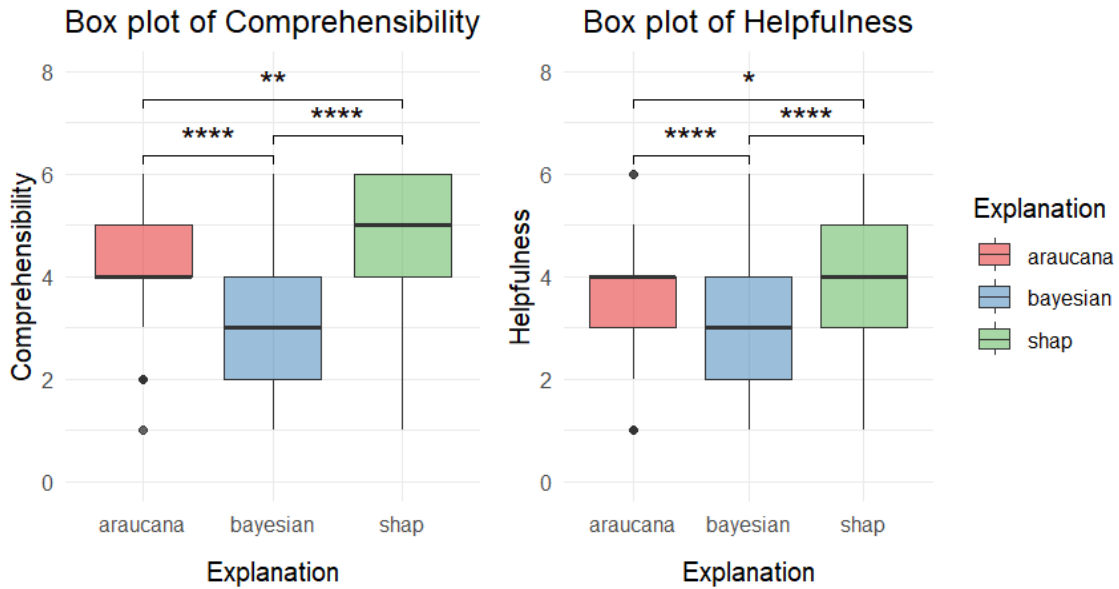 Box plot of Comprehensibility
8
6
4
2
0
Comprehensibility
**
****
****
araucana
bayesian
shap
Explanation
Box plot of Helpfulness
8
6
4
2
0
Helpfulness
*
****
****
araucana
bayesian
shap
Explanation
Explanation
araucana
bayesian
shap